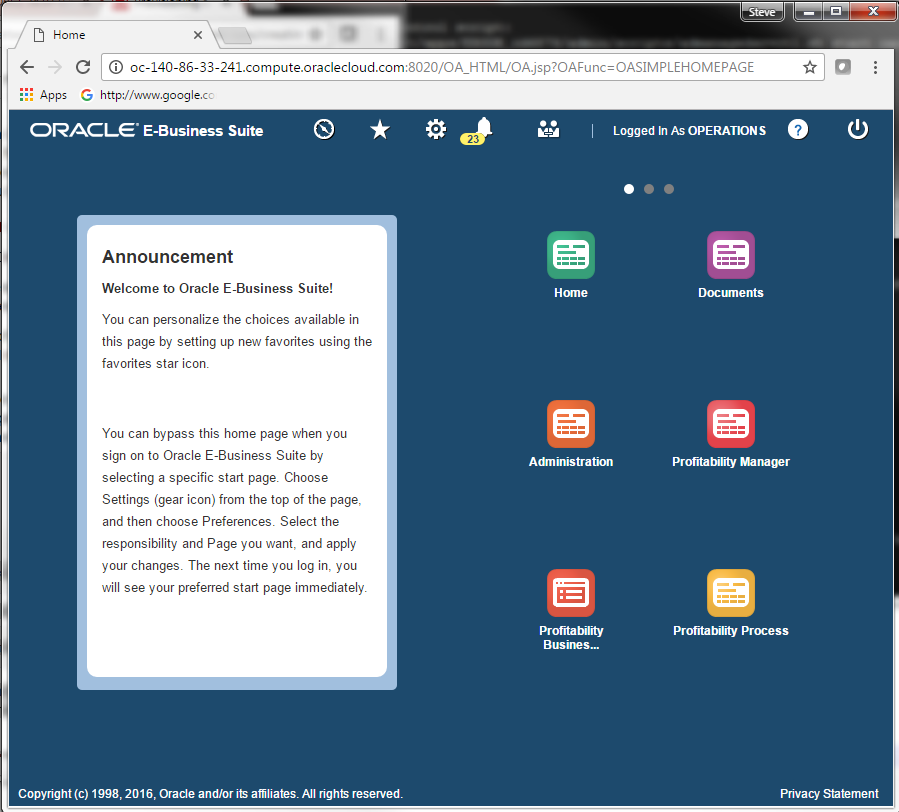 Steve
Home
oc-140-86-33-241.compute.oraclecloud.com:8020/OA_HTML/OA.jsp?OAFunc=OASIMPLEHOMEPAGE
Apps
http://www.google.co
ORACLE® E-Business Suite
23
Logged In As OPERATIONS
?
Announcement
Welcome to Oracle E-Business Suite!
You can personalize the choices available in
this page by setting up new favorites using the
favorites star icon.
You can bypass this home page when you
sign on to Oracle E-Business Suite by
selecting a specific start page. Choose
Settings (gear icon) from the top of the page,
and then choose Preferences. Select the
responsibility and Page you want, and apply
your changes. The next time you log in, you
will see your preferred start page immediately.
Home
Documents
Administration
Profitability Manager
Profitability
Busines...
Profitability Process
Copyright (c) 1998, 2016, Oracle and/or its affiliates. All rights reserved.
Privacy Statement